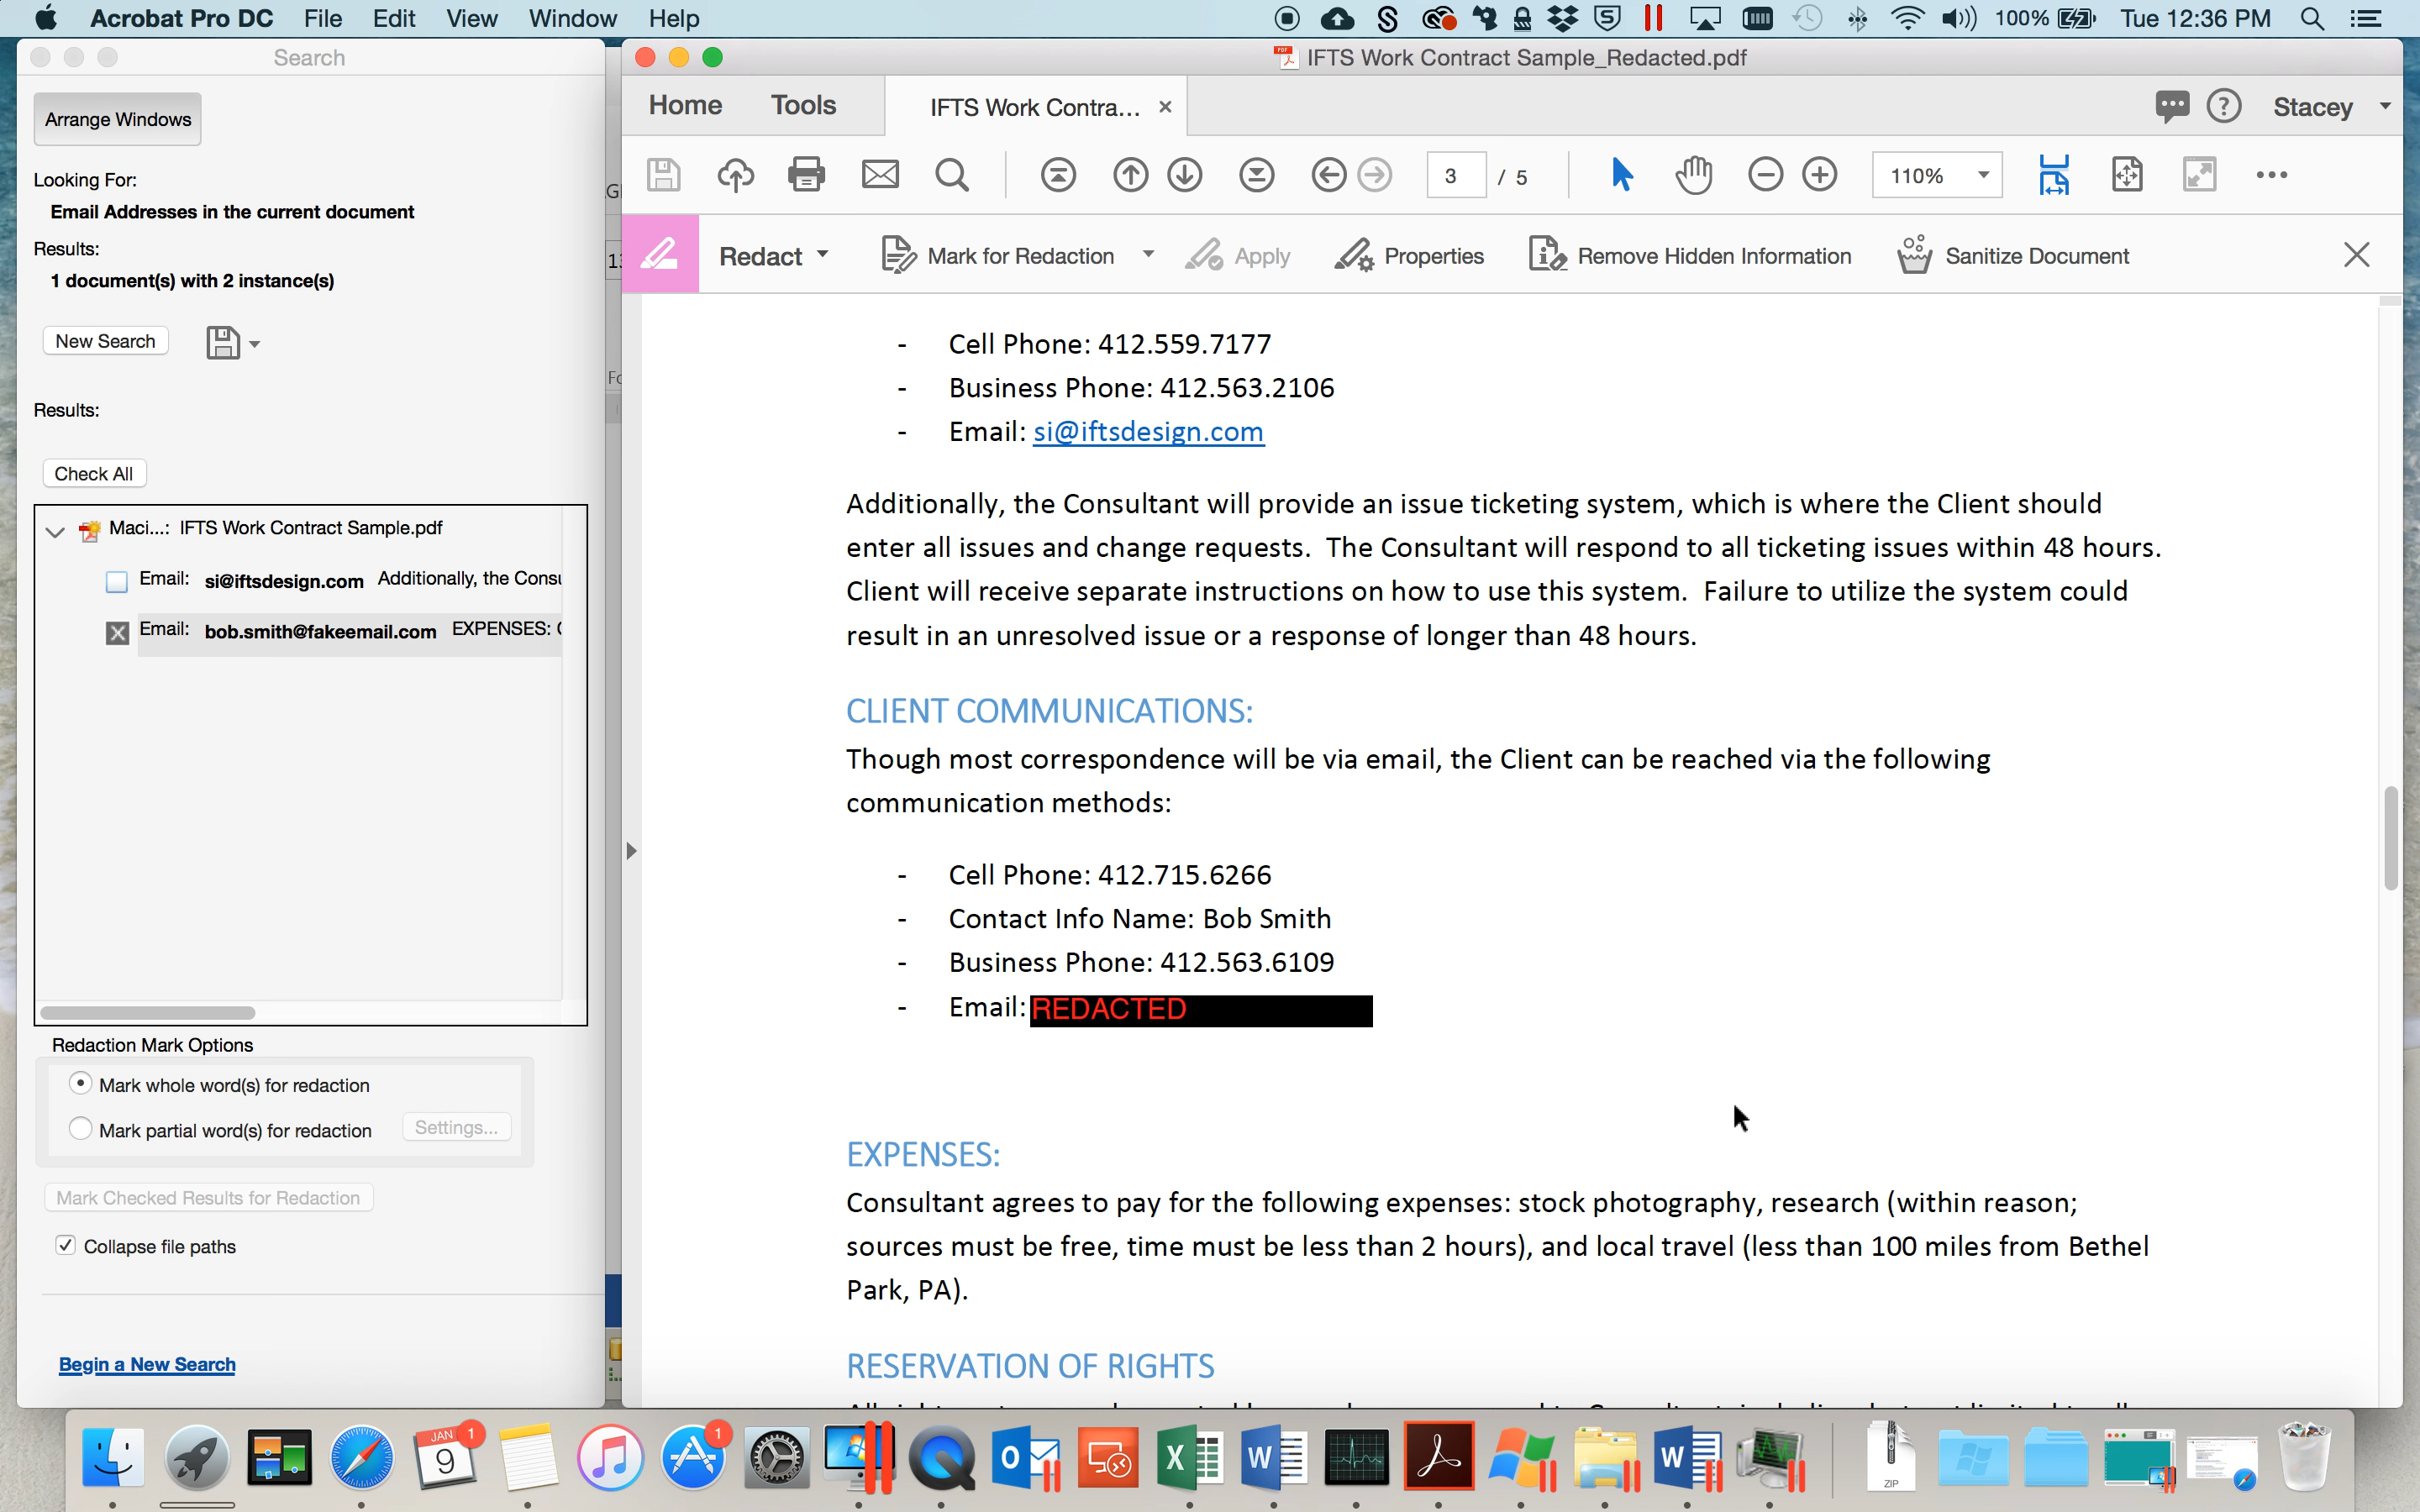 Acrobat Pro DC File Edit View Window Help 100% Tue 12:36 PM
Search
Arrange Windows
Looking For:
Email Addresses in the current document
Results:
1 document(s) with 2 instance(s)
New Search
Results:
Check All
Maci...: IFTS Work Contract Sample.pdf
Email: si@iftsdesign.com Additionally, the Consu
Email: bob.smith@fakeemail.com EXPENSES:
Redaction Mark Options
Mark whole word(s) for redaction
Mark partial word(s) for redaction Settings...
Mark Checked Results for Redaction
Collapse file paths
Begin a New Search
IFTS Work Contract Sample_Redacted.pdf
Home Tools IFTS Work Contra... × Stacey
3 / 5 110%
Redact Mark for Redaction Apply Properties Remove Hidden Information Sanitize Document
- Cell Phone: 412.559.7177
- Business Phone: 412.563.2106
- Email: si@iftsdesign.com
Additionally, the Consultant will provide an issue ticketing system, which is where the Client should
enter all issues and change requests. The Consultant will respond to all ticketing issues within 48 hours.
Client will receive separate instructions on how to use this system. Failure to utilize the system could
result in an unresolved issue or a response of longer than 48 hours.
CLIENT COMMUNICATIONS:
Though most correspondence will be via email, the Client can be reached via the following
communication methods:
- Cell Phone: 412.715.6266
- Contact Info Name: Bob Smith
- Business Phone: 412.563.6109
- Email: REDACTED
EXPENSES:
Consultant agrees to pay for the following expenses: stock photography, research (within reason;
sources must be free, time must be less than 2 hours), and local travel (less than 100 miles from Bethel
Park, PA).
RESERVATION OF RIGHTS
JAN
9
1
1
ZIP